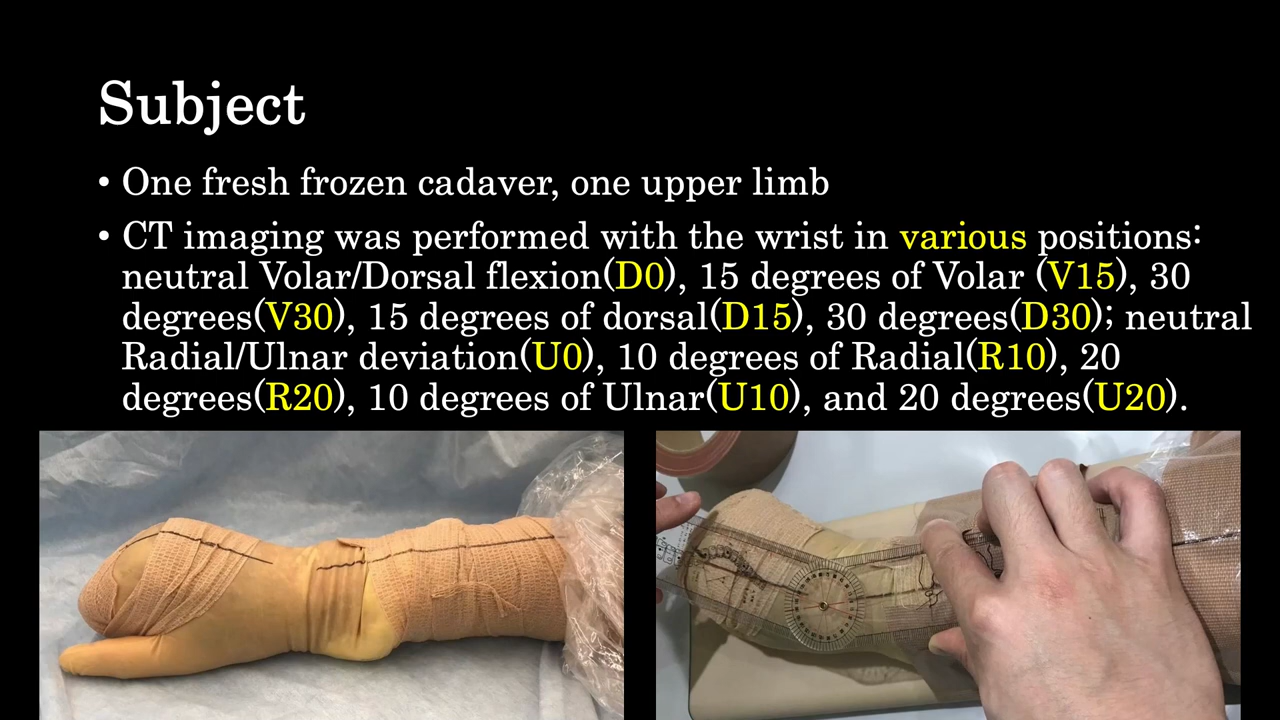 Subject
• One fresh frozen cadaver, one upper limb
• CT imaging was performed with the wrist in various positions:
neutral Volar/Dorsal flexion(D0), 15 degrees of Volar (V15), 30
degrees(V30), 15 degrees of dorsal(D15), 30 degrees(D30); neutral
Radial/Ulnar deviation(U0), 10 degrees of Radial(R10), 20
degrees(R20), 10 degrees of Ulnar(U10), and 20 degrees(U20).